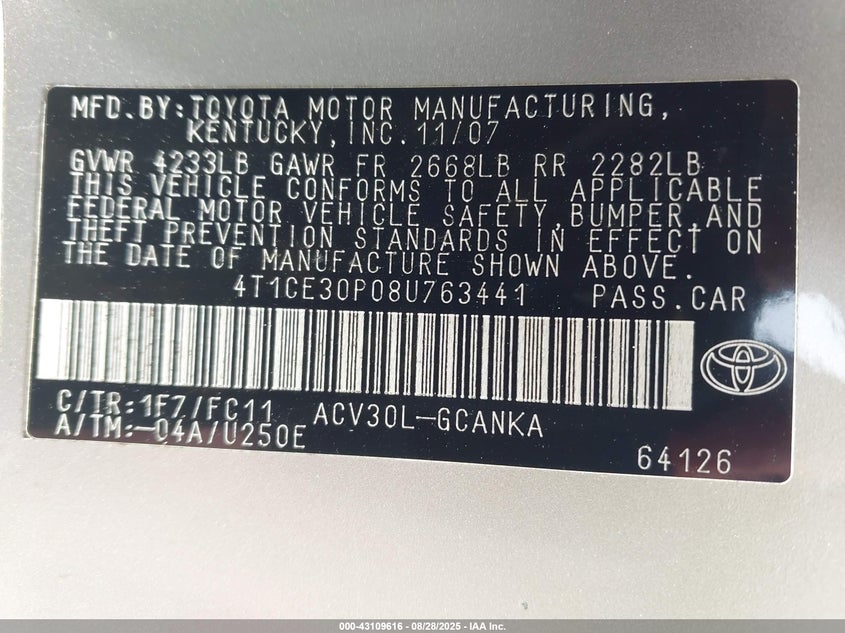 MFD.BY:TOYOTA MOTOR MANUFACTURING,
KENTUCKY,INC.11/07
GVWR 4233LB GAWR FR 2668LB RR 2282LB
THIS VEHICLE CONFORMS TO ALL APPLICABLE
FEDERAL MOTOR VEHICLE SAFETY,BUMPER,AND
THEFT PREVENTION STANDARDS IN EFFECT ON
THE DATE OF MANUFACTURE SHOWN ABOVE.
4T1CE30P08U763441 PASS.CAR
C/TR:1F7/FC11 ACV30L-GCANKA
A/TM:-04A/U250E
64126
000-43109616 - 08/28/2025 - IAA Inc.